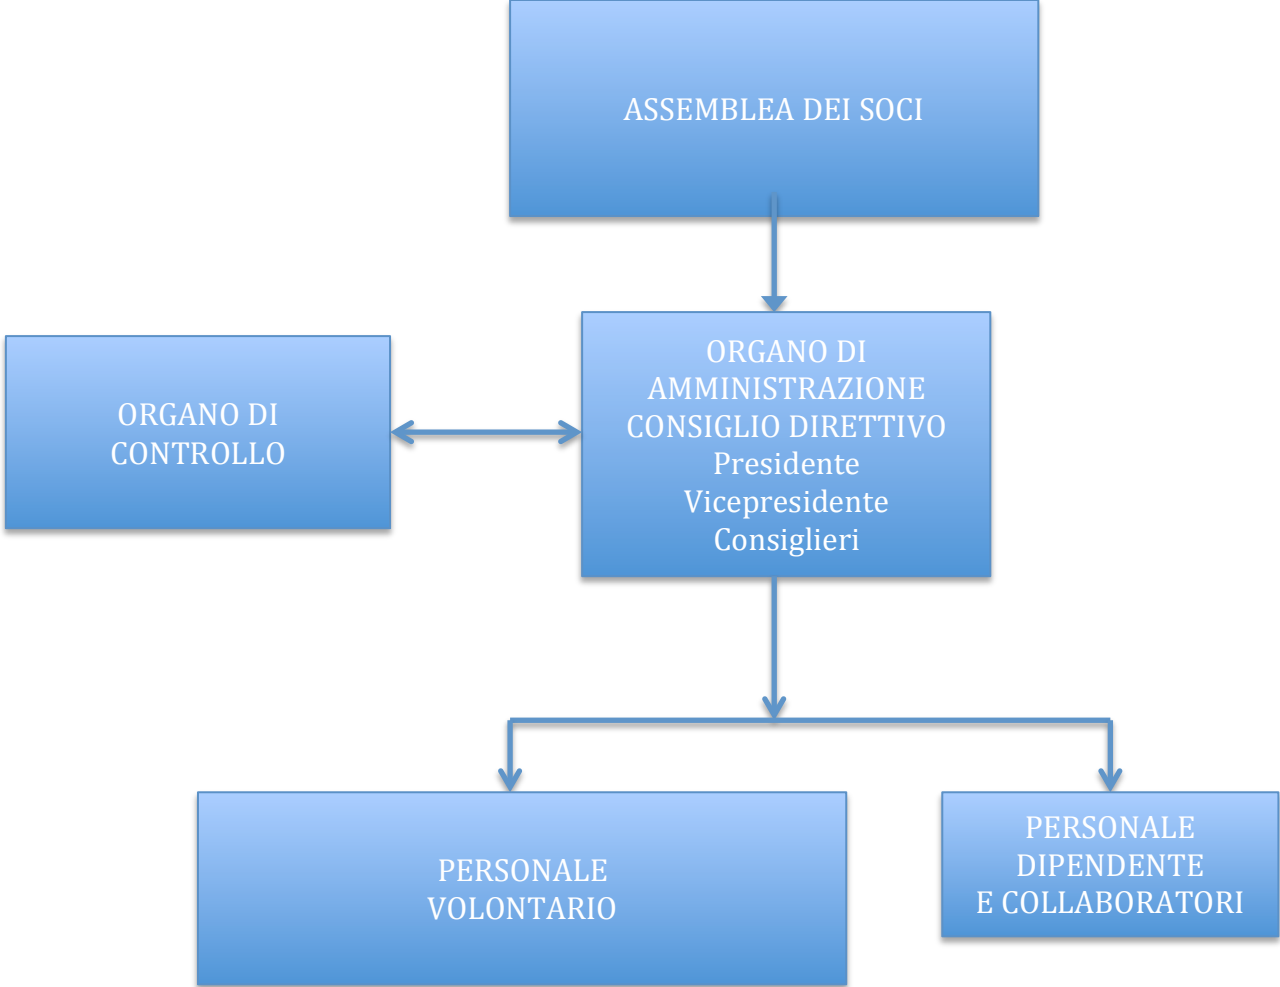 ASSEMBLEA DEI SOCI
ORGANO DI
CONTROLLO
ORGANO DI
AMMINISTRAZIONE
CONSIGLIO DIRETTIVO
Presidente
Vicepresidente
Consiglieri
PERSONALE
VOLONTARIO
PERSONALE
DIPENDENTE
E COLLABORATORI